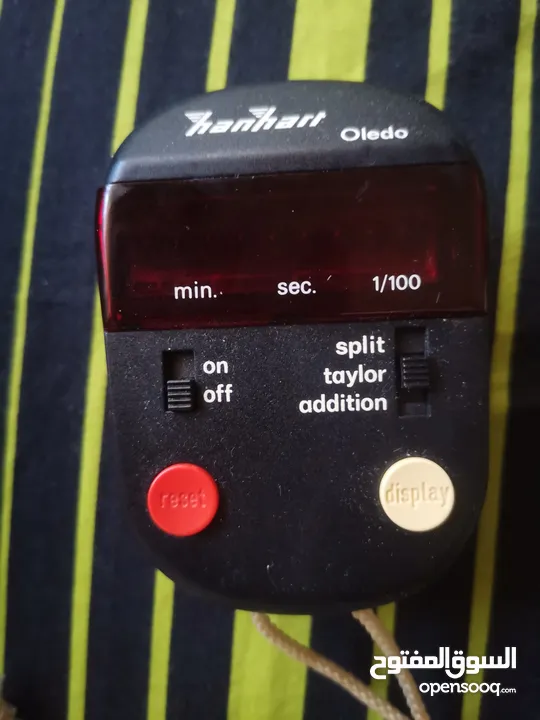 hanhart
Oledo
min. sec. 1/100
on
off
split
taylor
addition
reset
display
السوق المفتوح
opensooq.com